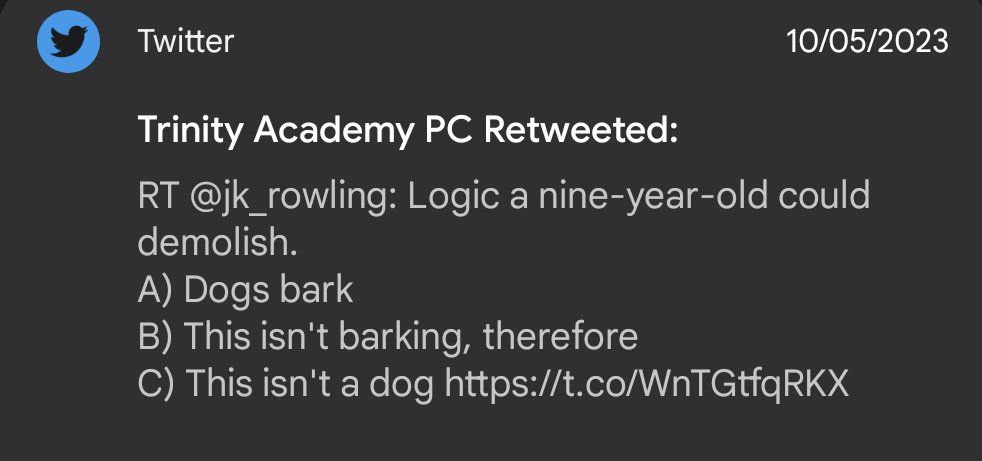 Twitter 10/05/2023
Trinity Academy PC Retweeted:
RT @jk_rowling: Logic a nine-year-old could
demolish.
A) Dogs bark
B) This isn't barking, therefore
C) This isn't a dog https://t.co/WnTGtfqRKX